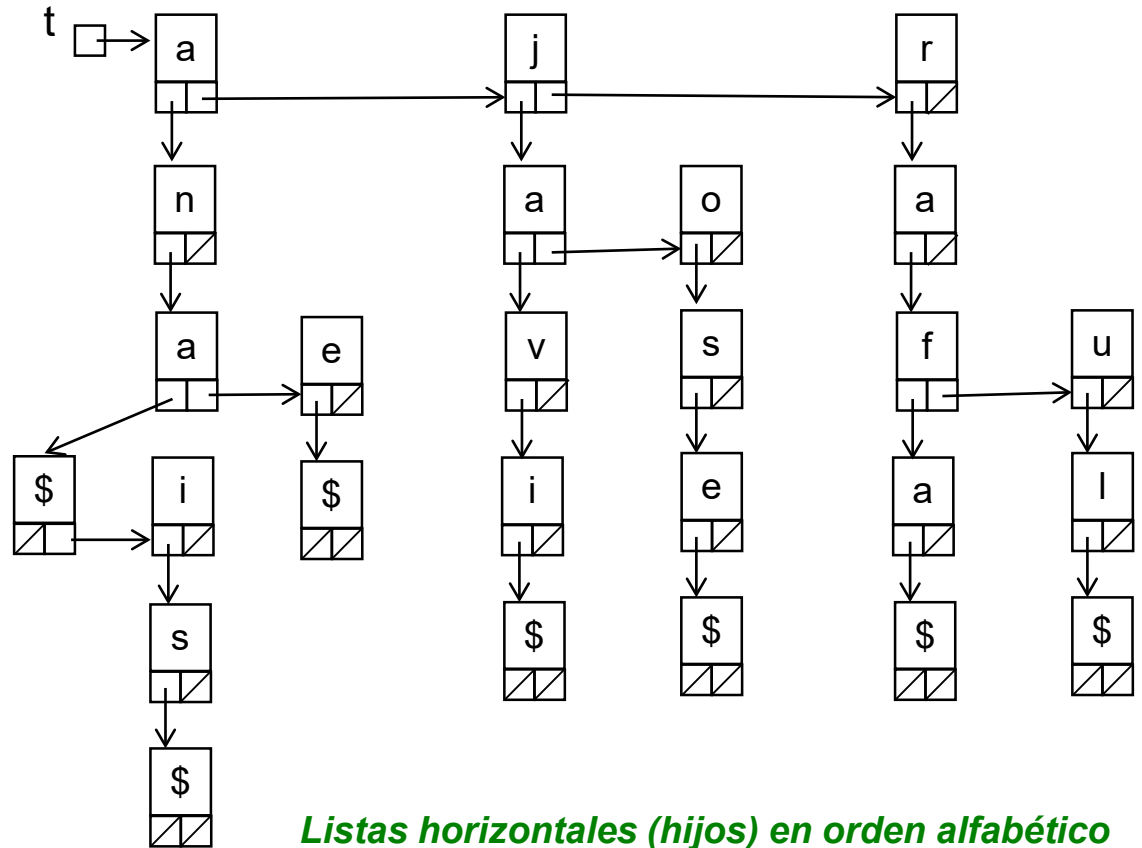 t
a j r
n a o a
a e v s f u
$ i $ i e a l
s $ $ $ $
$
Listas horizontales (hijos) en orden alfabético